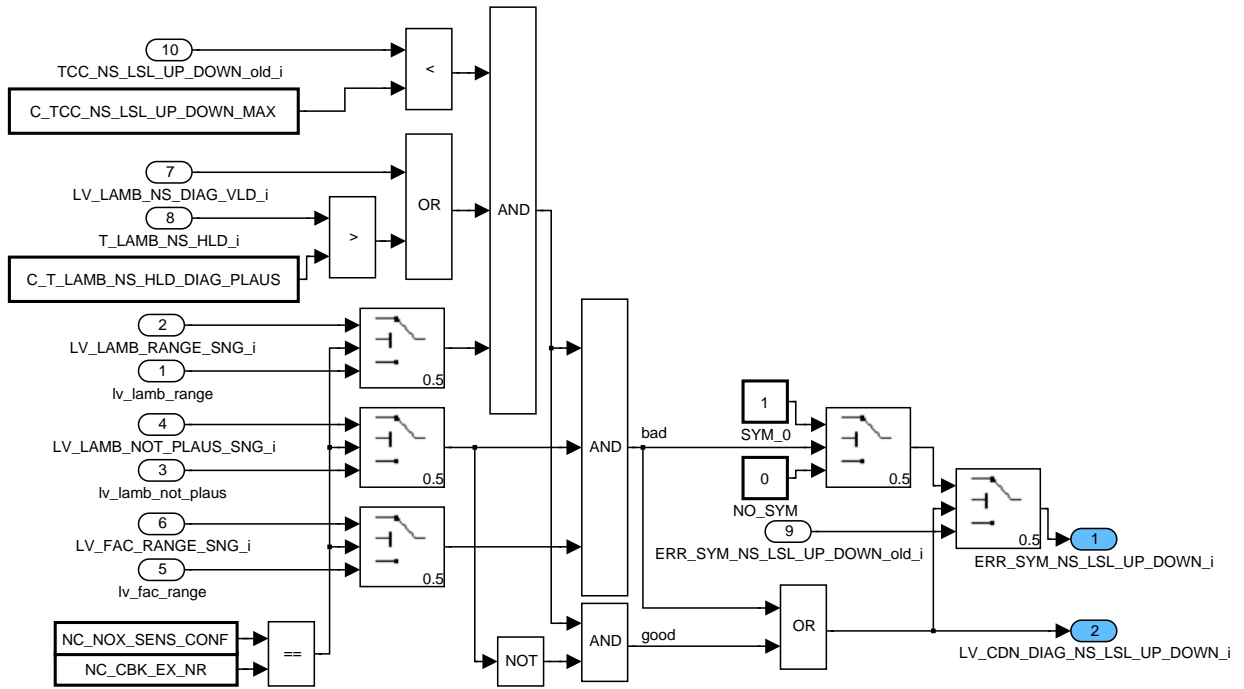 10
TCC_NS_LSL_UP_DOWN_old_i
<
C_TCC_NS_LSL_UP_DOWN_MAX
7
LV_LAMB_NS_DIAG_VLD_i
OR
AND
8
T_LAMB_NS_HLD_i
>
C_T_LAMB_NS_HLD_DIAG_PLAUS
2
LV_LAMB_RANGE_SNG_i
1
0.5
lv_lamb_range
4
LV_LAMB_NOT_PLAUS_SNG_i
3
0.5
lv_lamb_not_plaus
6
LV_FAC_RANGE_SNG_i
5
0.5
lv_fac_range
NC_NOX_SENS_CONF
NC_CBK_EX_NR
==
NOT
AND
bad
AND
good
1
SYM_0
0
NO_SYM
0.5
9
ERR_SYM_NS_LSL_UP_DOWN_old_i
0.5
OR
1
ERR_SYM_NS_LSL_UP_DOWN_i
2
LV_CDN_DIAG_NS_LSL_UP_DOWN_i